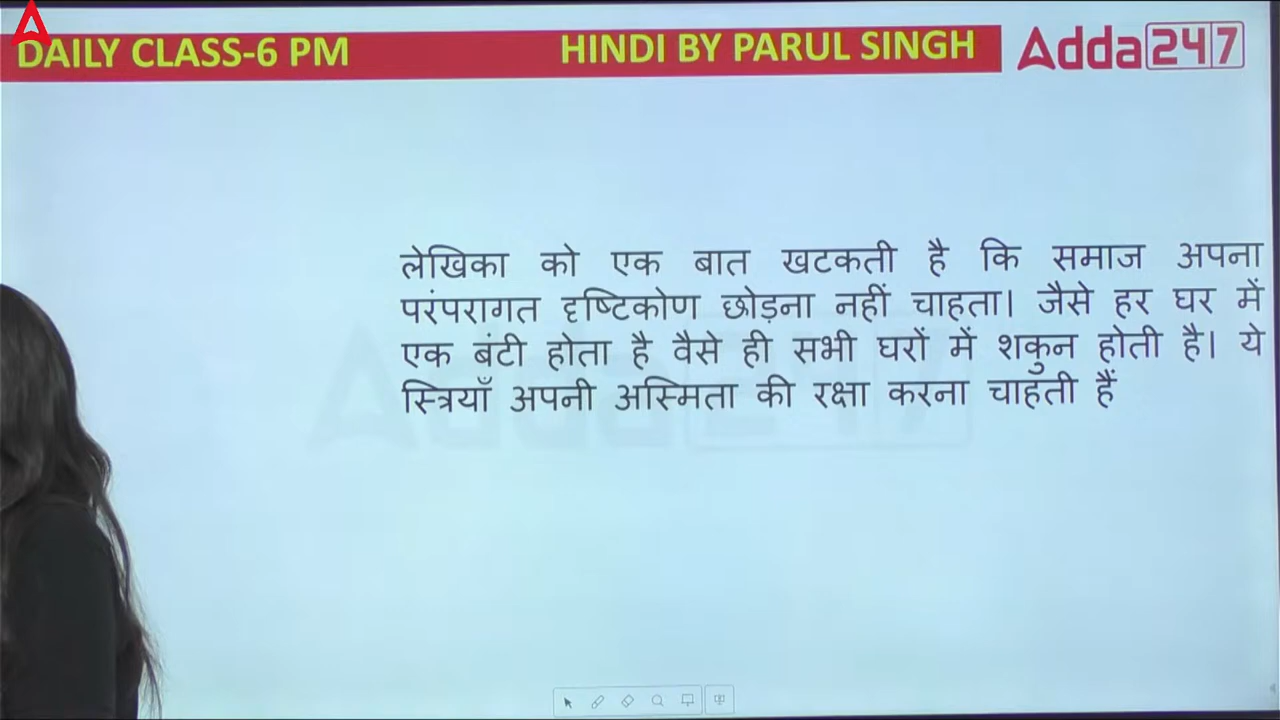 DAILY CLASS-6 PM
HINDI BY PARUL SINGH
Adda247
लेखिका को एक बात खटकती है कि समाज अपना
परंपरागत दृष्टिकोण छोड़ना नहीं चाहता। जैसे हर घर में
एक बंटी होता है वैसे ही सभी घरों में शकुन होती है। ये
स्त्रियाँ अपनी अस्मिता की रक्षा करना चाहती हैं